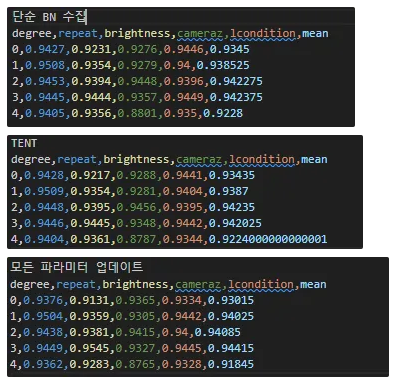 단순 BN 수집
degree,repeat,brightness,cameraz,lcondition,mean
0,0.9427,0.9231,0.9276,0.9446,0.9345
1,0.9508,0.9354,0.9279,0.94,0.938525
2,0.9453,0.9394,0.9448,0.9396,0.942275
3,0.9445,0.9444,0.9357,0.9449,0.942375
4,0.9405,0.9356,0.8801,0.935,0.9228
TENT
degree,repeat,brightness,cameraz,lcondition,mean
0,0.9428,0.9217,0.9288,0.9441,0.93435
1,0.9509,0.9354,0.9281,0.9404,0.9387
2,0.9448,0.9395,0.9456,0.9395,0.94235
3,0.9446,0.9445,0.9348,0.9442,0.942025
4,0.9404,0.9361,0.8787,0.9344,0.9224000000000001
모든 파라미터 업데이트
degree,repeat,brightness,cameraz,lcondition,mean
0,0.9376,0.9131,0.9365,0.9334,0.93015
1,0.9504,0.9359,0.9305,0.9442,0.94025
2,0.9438,0.9381,0.9415,0.94,0.94085
3,0.9449,0.9545,0.9327,0.9445,0.94415
4,0.9362,0.9283,0.8765,0.9328,0.91845